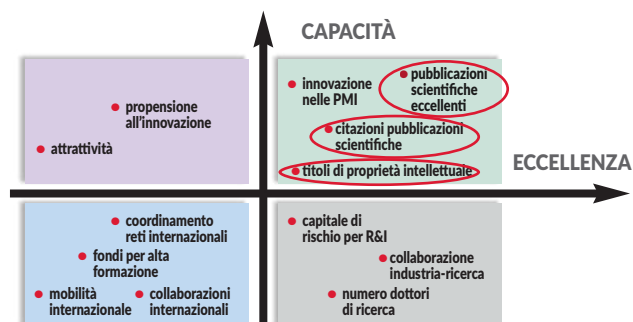 CAPACITÀ
propensione
all'innovazione
attrattività
innovazione
nelle PMI
pubblicazioni
scientifiche
eccellenti
citazioni pubblicazioni
scientifiche
titoli di proprietà intellettuale
ECCELLENZA
coordinamento
reti internazionali
fondi per alta
formazione
mobilità
internazionale
collaborazioni
internazionali
capitale di
rischio per R&I
collaborazione
industria-ricerca
numero dottori
di ricerca